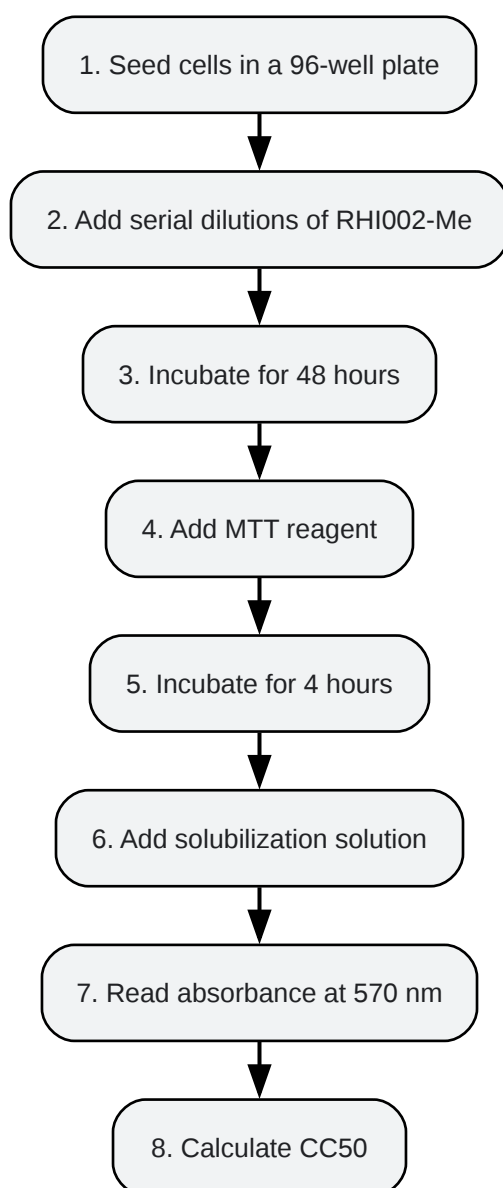 1. Seed cells in a 96-well plate
2. Add serial dilutions of RHI002-Me
3. Incubate for 48 hours
4. Add MTT reagent
5. Incubate for 4 hours
6. Add solubilization solution
7. Read absorbance at 570 nm
8. Calculate CC50